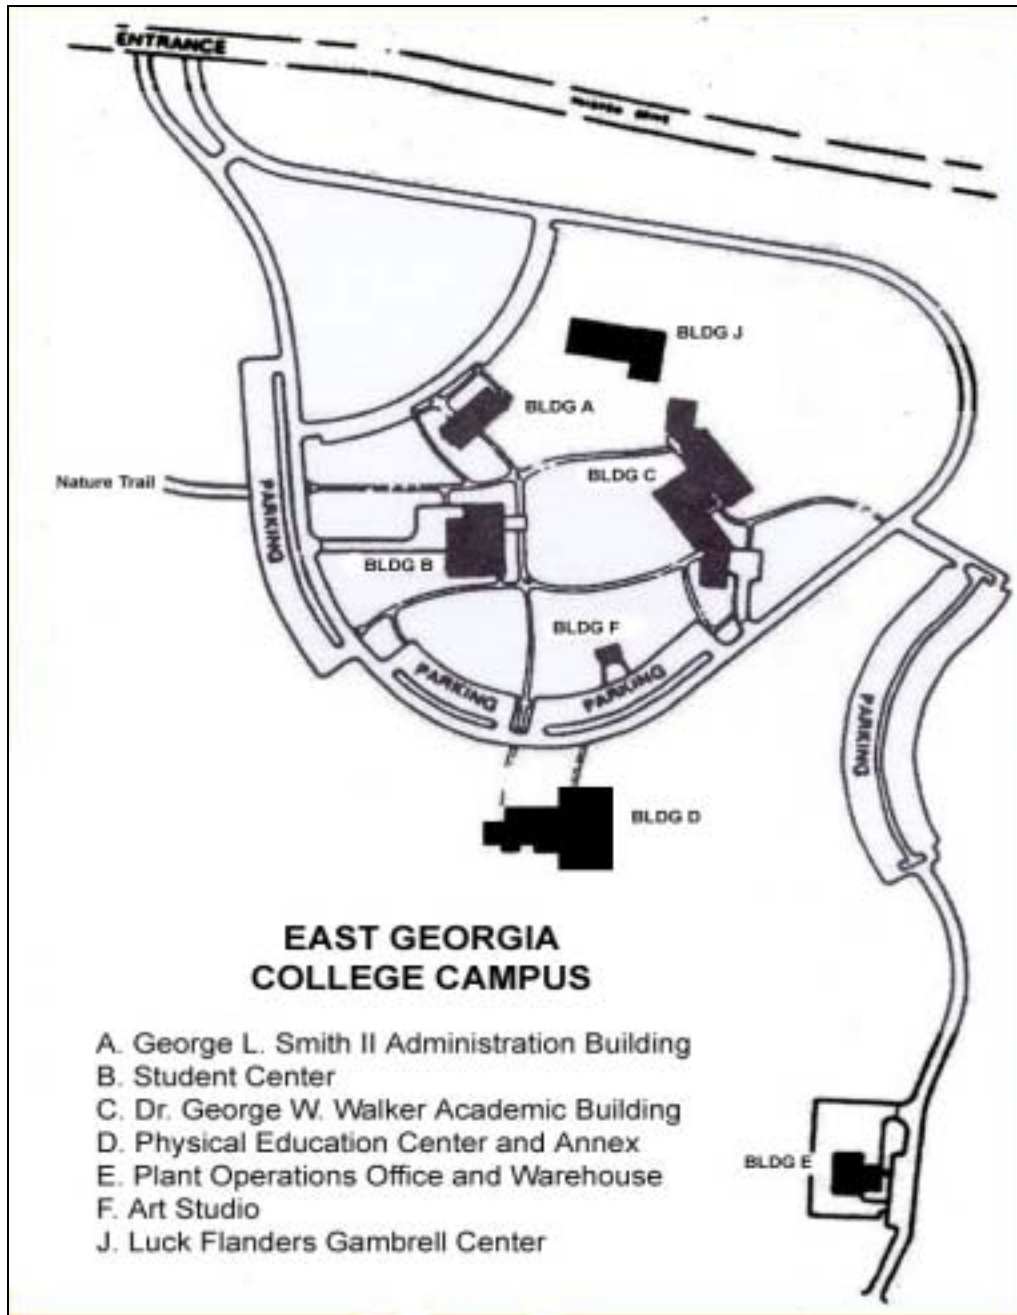 ENTRANCE
BLDG J
BLDG A
BLDG C
Nature Trail
PARKING
BLDG B
BLDG F
PARKING
PARKING
PARKING
BLDG D
EAST GEORGIA
COLLEGE CAMPUS
A. George L. Smith II Administration Building
B. Student Center
C. Dr. George W. Walker Academic Building
D. Physical Education Center and Annex
E. Plant Operations Office and Warehouse
BLDG E
F. Art Studio
J. Luck Flanders Gambrell Center